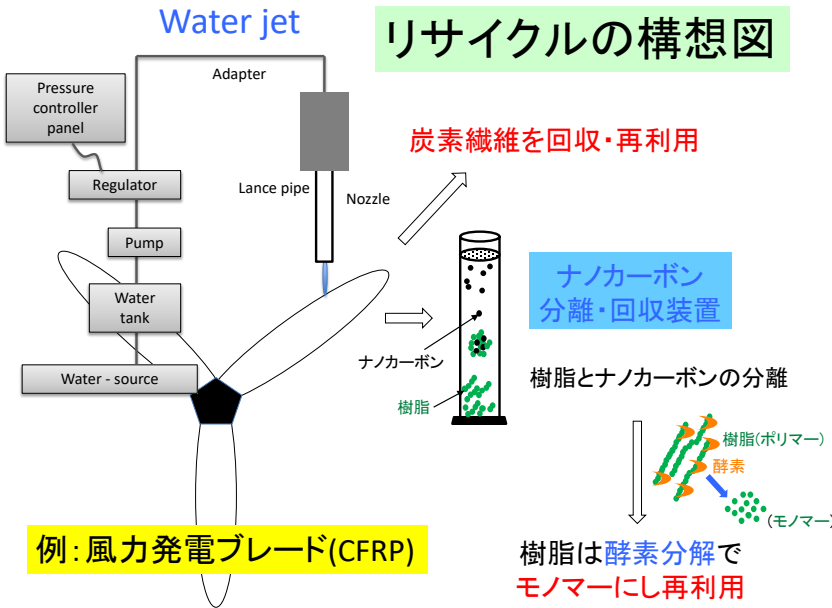 Water jet
リサイクルの構想図
Adapter
Pressure
controller
panel
炭素繊維を回収・再利用
Regulator
Lance pipe
Nozzle
Pump
ナノカーボン
分離・回収装置
Water
tank
ナノカーボン
Water - source
樹脂とナノカーボンの分離
樹脂
樹脂(ポリマー)
酵素
(モノマー)
例：風力発電ブレード(CFRP)
樹脂は酵素分解で
モノマーにし再利用